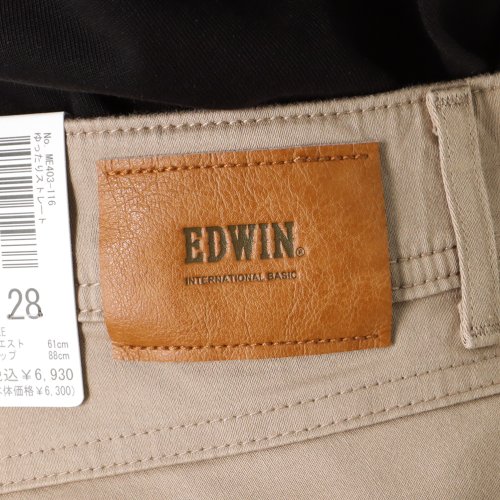 No. ME403-116
ゆったりストレート
28
エスト 61cm
ップ 88cm
税込￥6,930
本体価格￥6,300)
EDWIN®
INTERNATIONAL BASIC